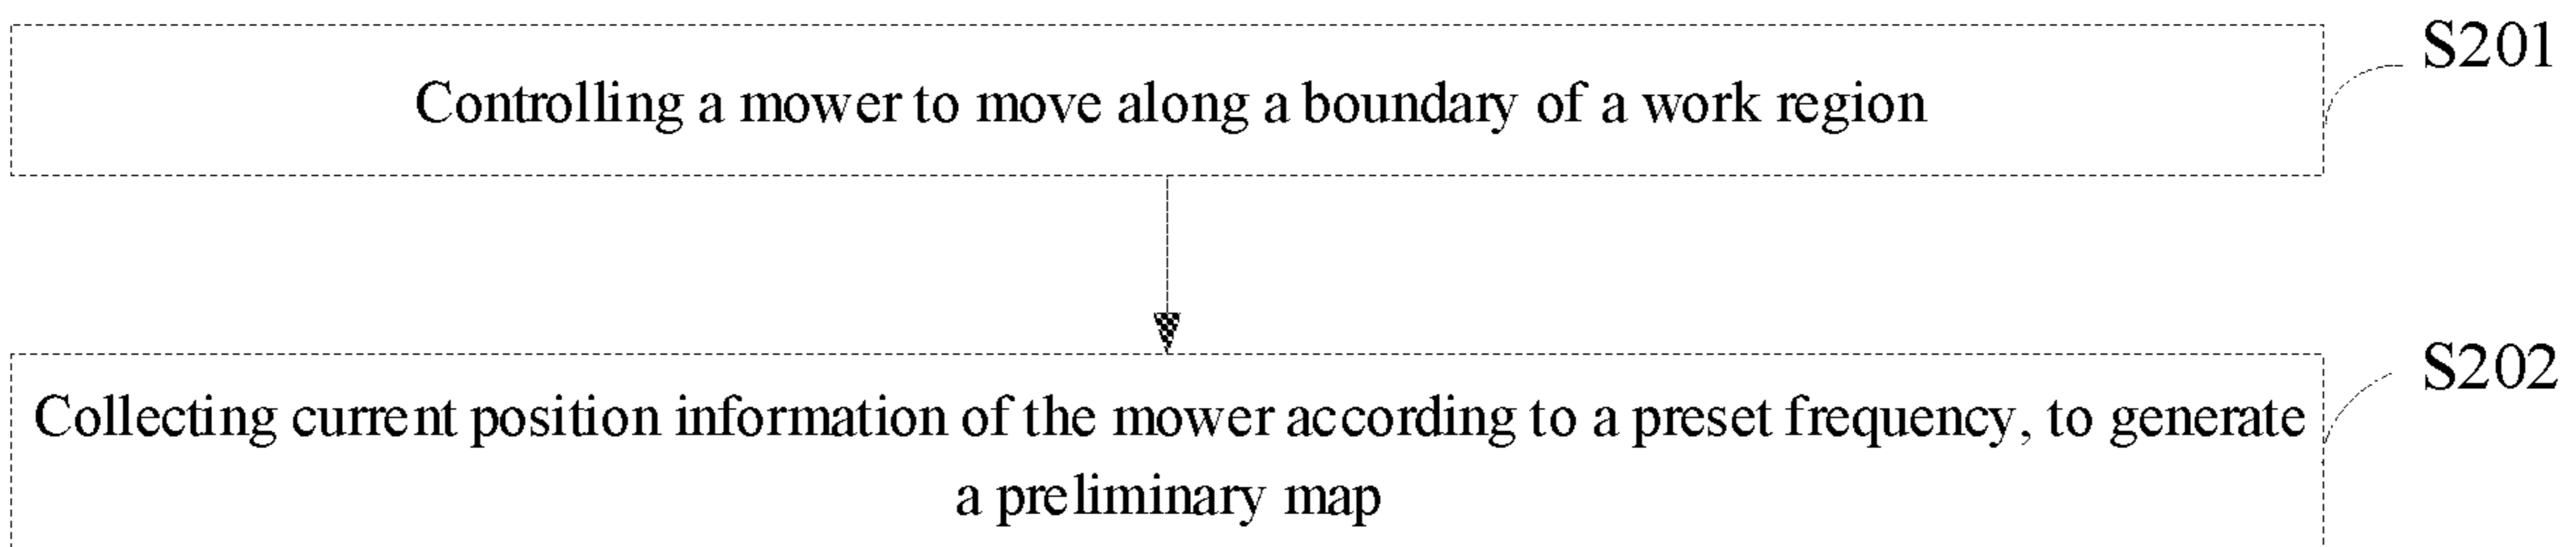 S201
Controlling a mower to move along a boundary of a work region
S202
Collecting current position information of the mower according to a preset frequency, to generate
a preliminary map